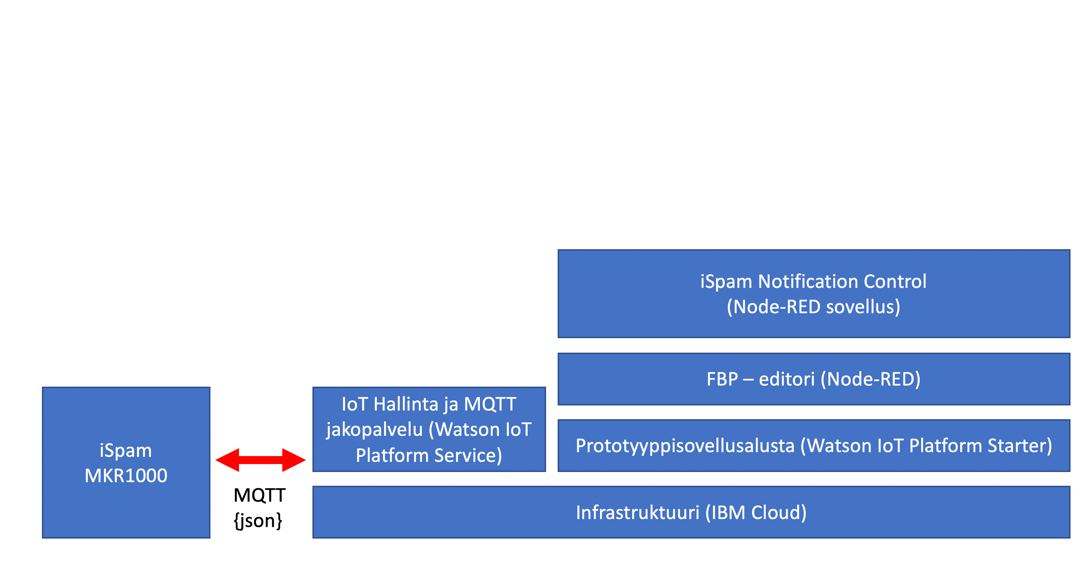 iSpam Notification Control
(Node-RED sovellus)
FBP – editori (Node-RED)
IoT Hallinta ja MQTT
jakopalvelu (Watson IoT
Platform Service)
Prototyyppisovellusalusta (Watson IoT Platform Starter)
iSpam
MKR1000
MQTT
{json}
Infrastruktuuri (IBM Cloud)